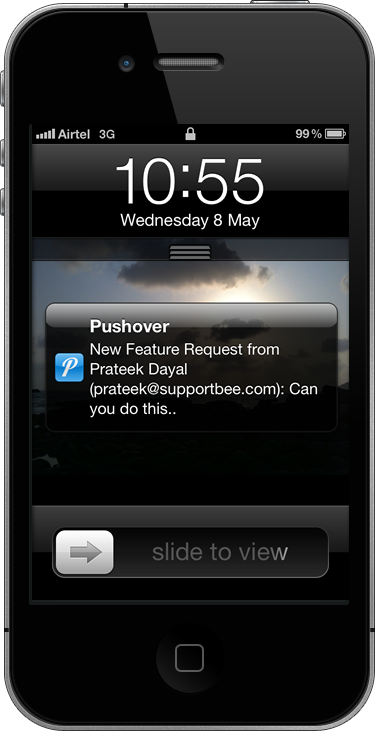 Airtel 3G 99 %
10:55
Wednesday 8 May
Pushover
New Feature Request from
Prateek Dayal
(prateek@supportbee.com): Can
you do this..
slide to view